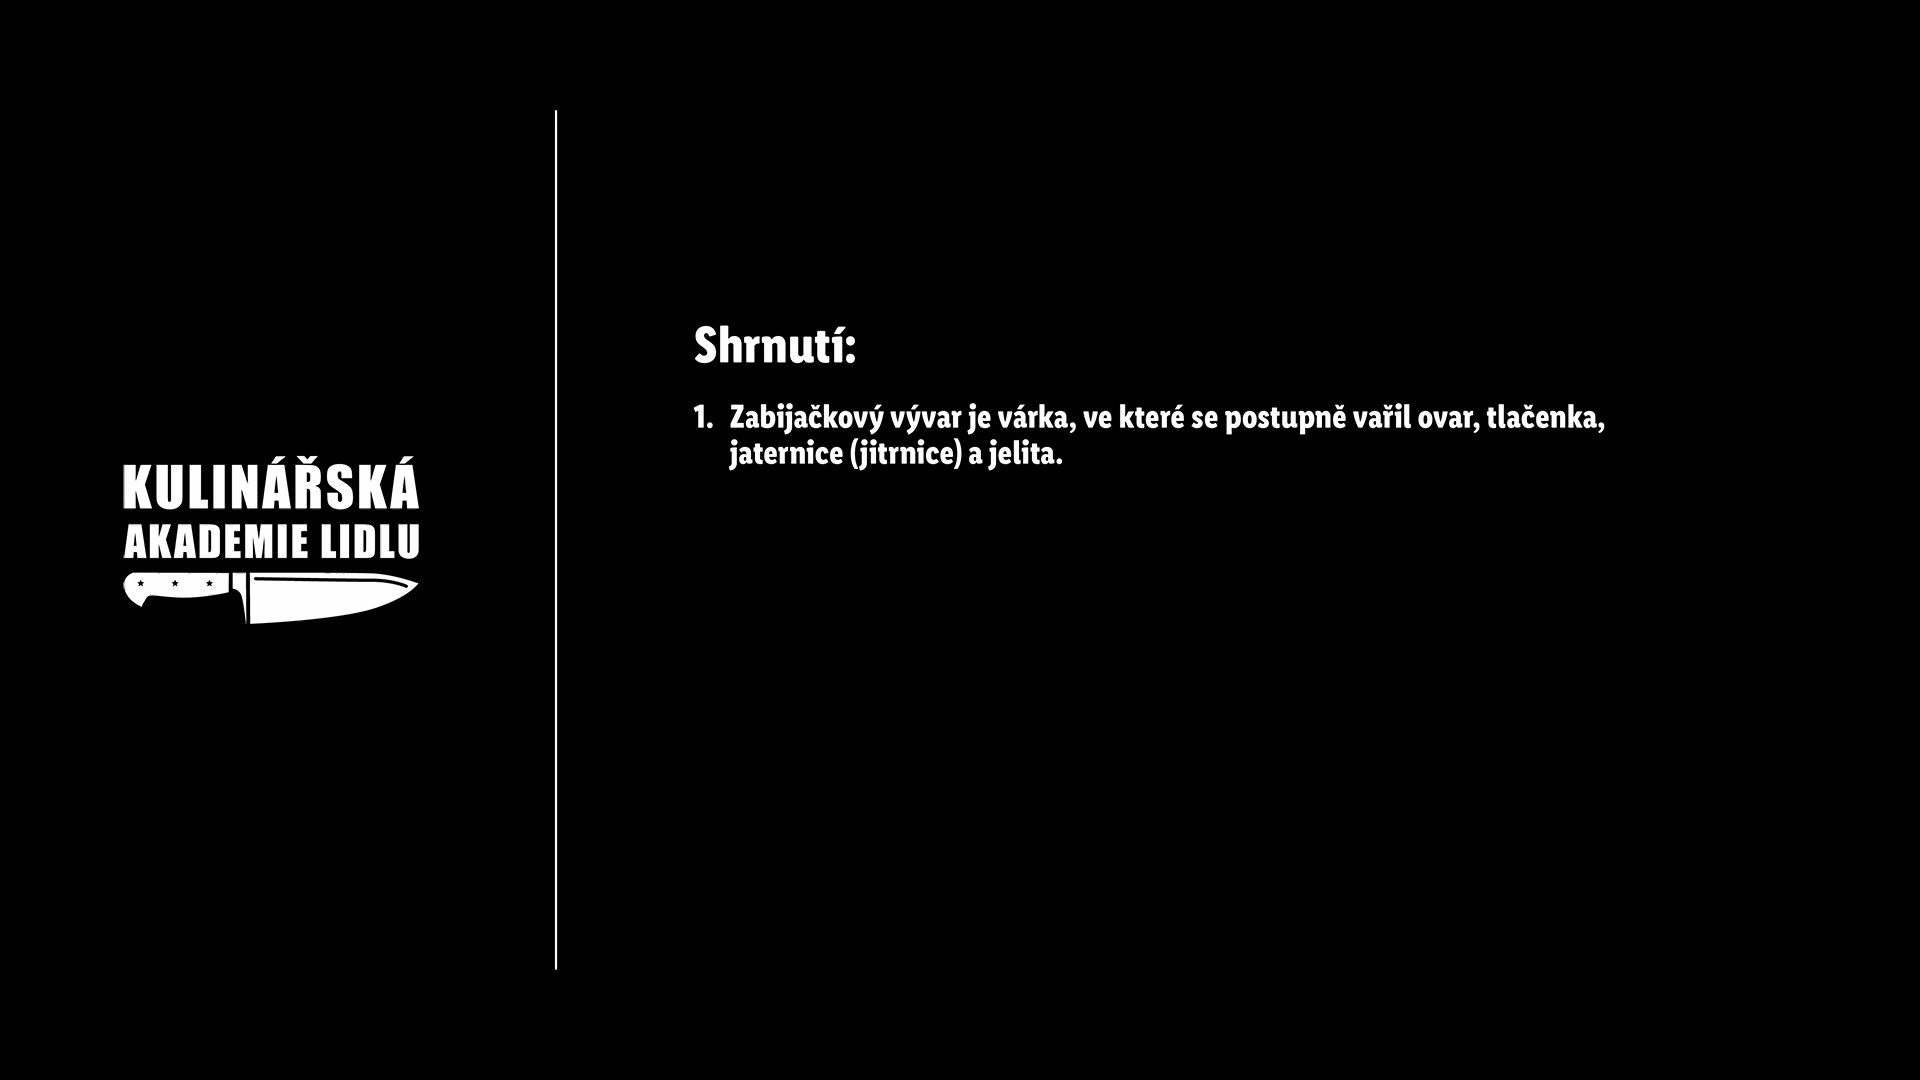 KULINÁŘSKÁ
AKADEMIE LIDLU
Shrnutí:
1. Zabijačkový vývar je várka, ve které se postupně vařil ovar, tlačenka,
jaternice (jitrnice) a jelita.